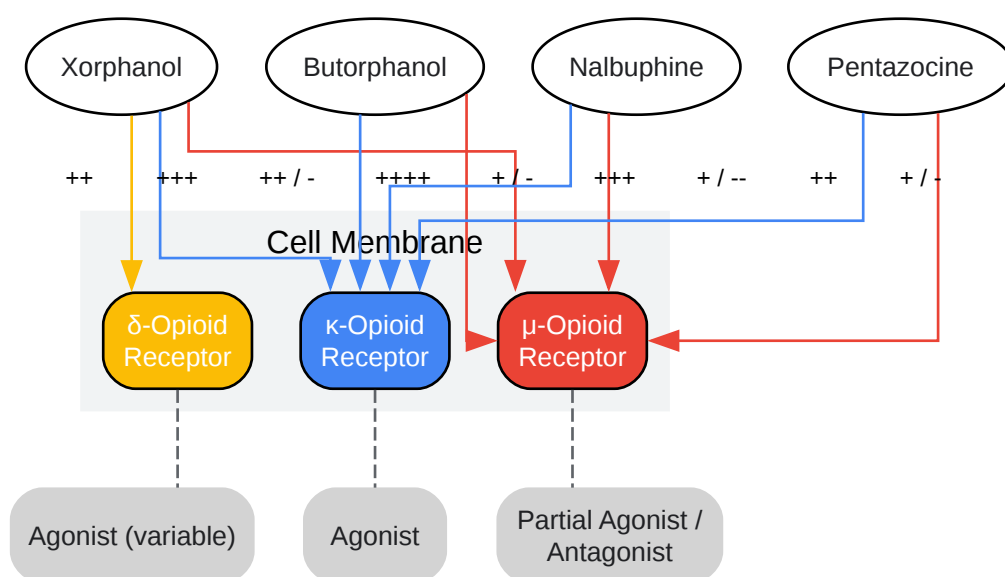 Xorphanol
Butorphanol
Nalbuphine
Pentazocine
++
+++
++ / -
++++
+ / -
+++
+ / --
++
+ / -
Cell Membrane
δ-Opioid
Receptor
κ-Opioid
Receptor
μ-Opioid
Receptor
Agonist (variable)
Agonist
Partial Agonist /
Antagonist